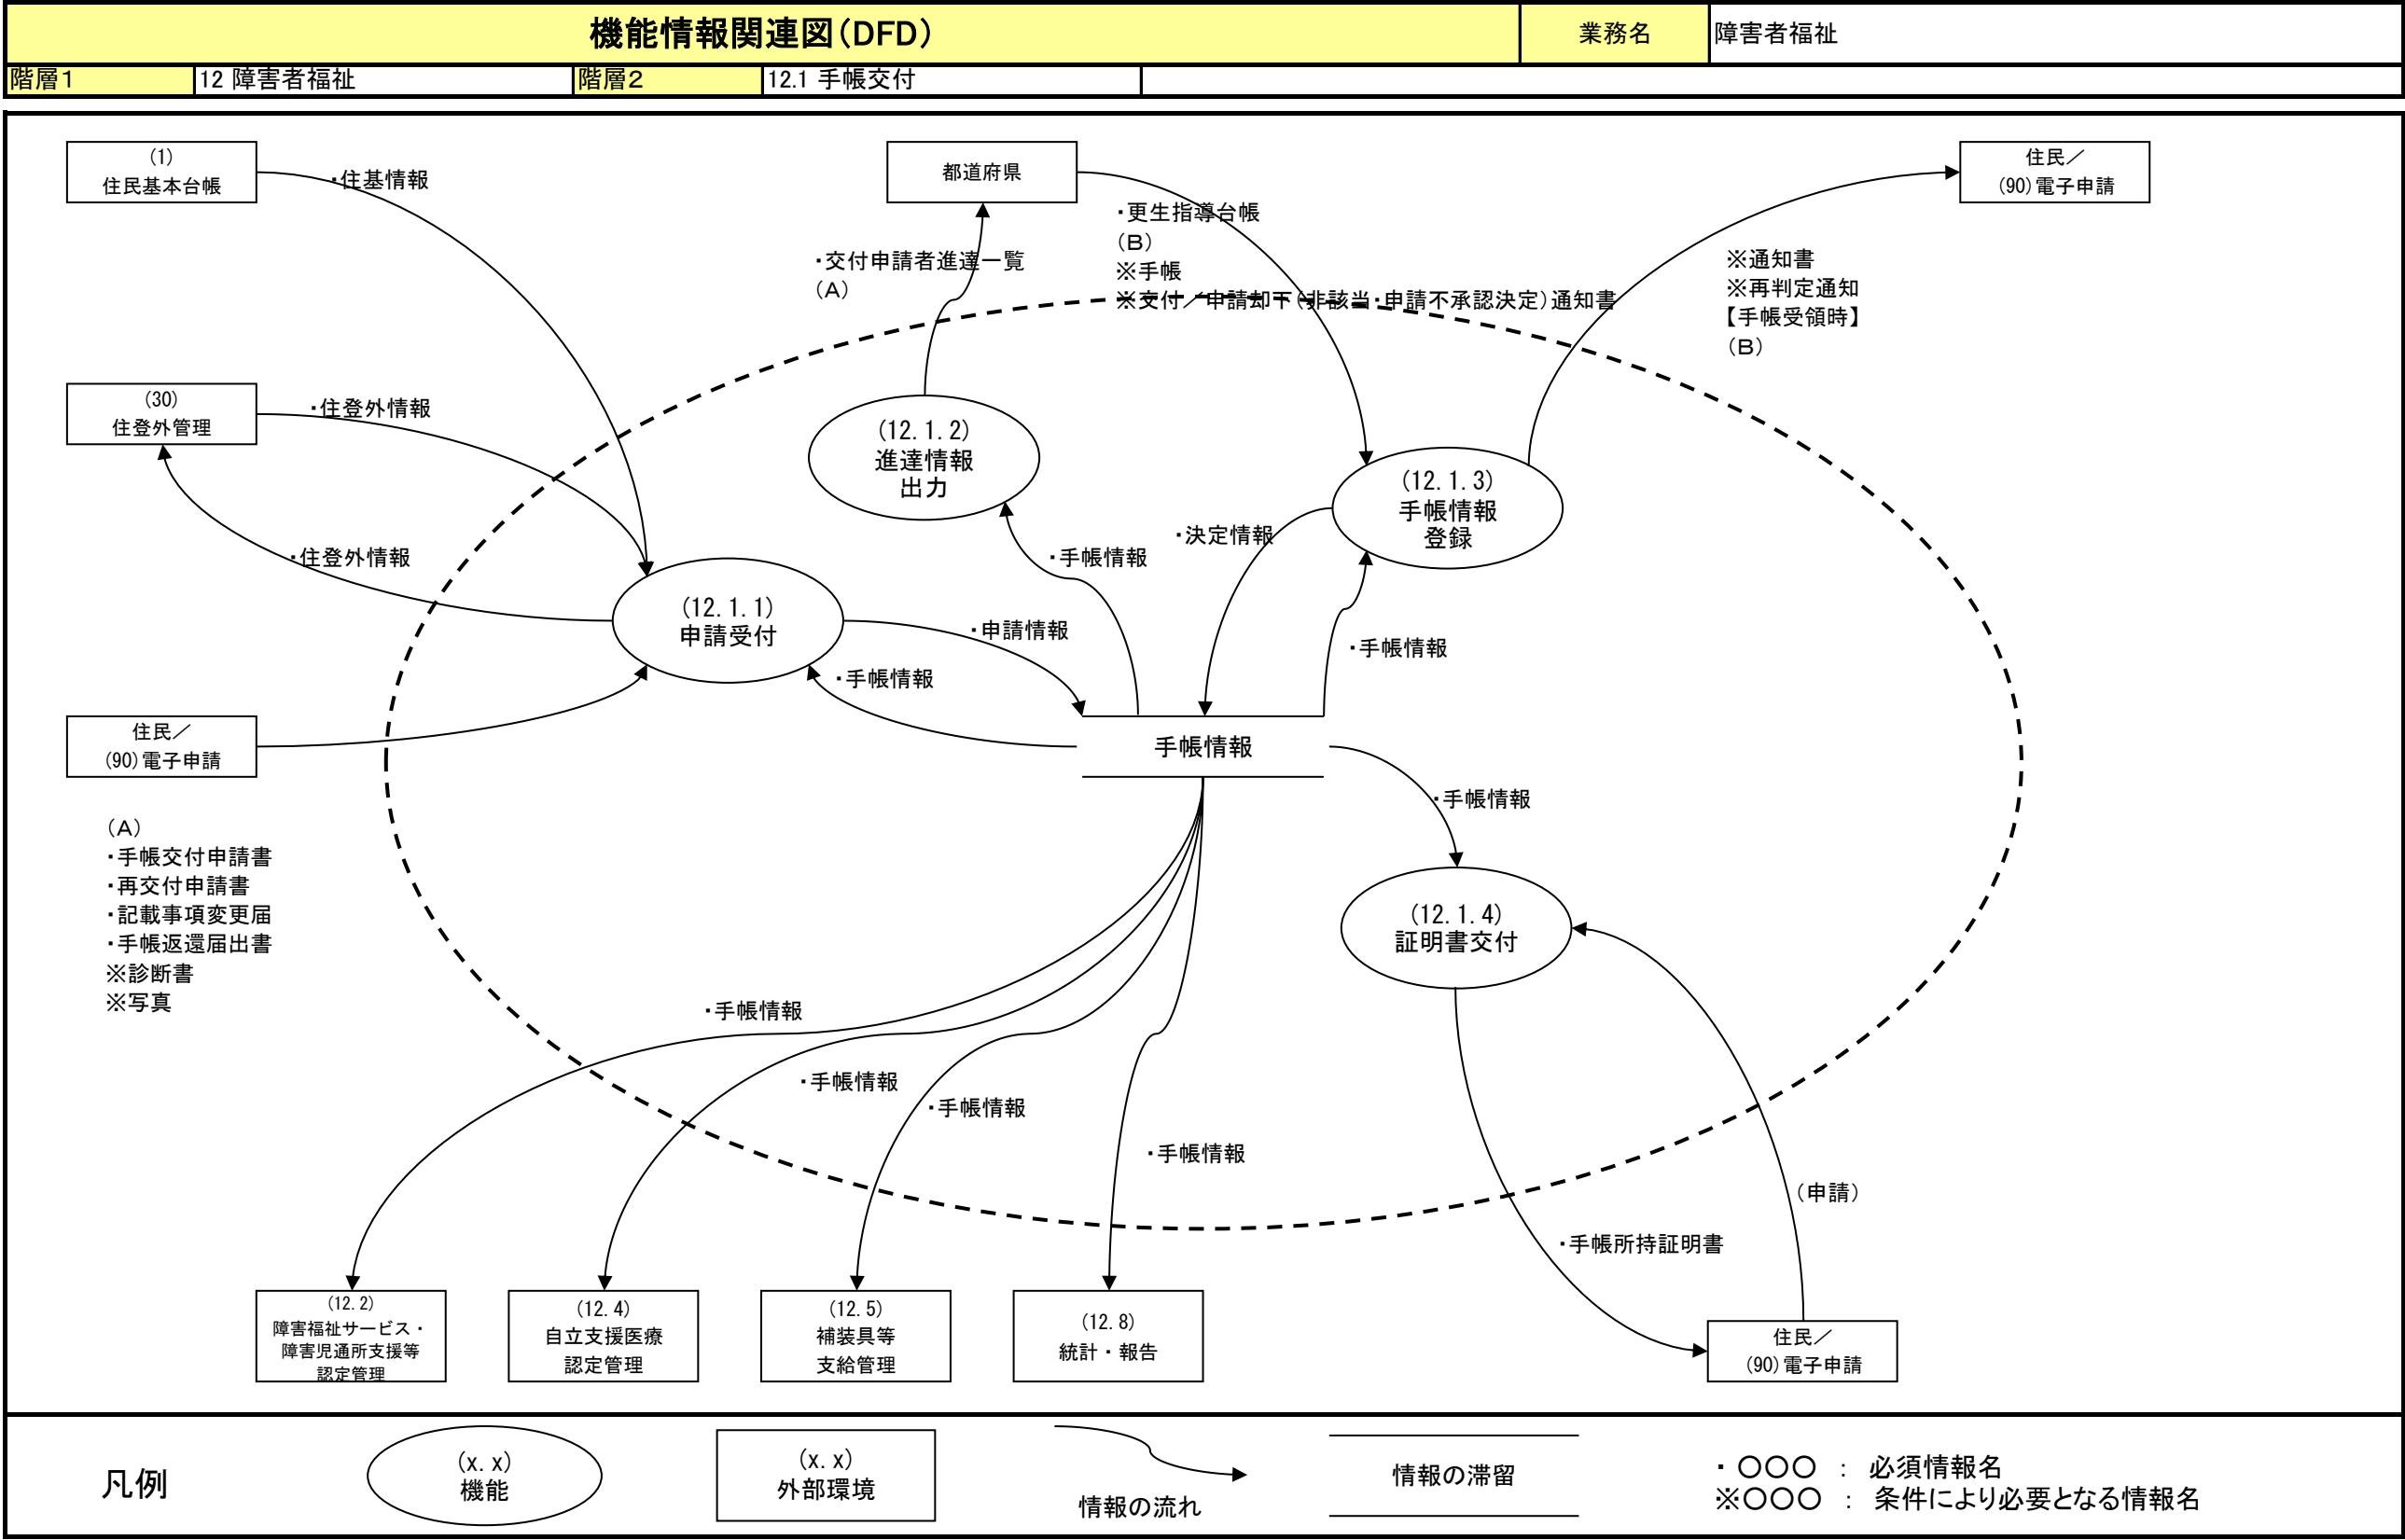 機能情報関連図(DFD)
業務名
障害者福祉
階層1
12 障害者福祉
階層2
12.1 手帳交付
(1)
住民基本台帳
・住基情報
都道府県
住民／
(90)電子申請
・更生指導台帳
(B)
※手帳
※交付／申請却下(非該当・申請不承認決定)通知書
・交付申請者進達一覧
(A)
※通知書
※再判定通知
【手帳受領時】
(B)
(30)
住登外管理
・住登外情報
・住登外情報
(12.1.2)
進達情報
出力
(12.1.3)
手帳情報
登録
・決定情報
・手帳情報
(12.1.1)
申請受付
・申請情報
・手帳情報
・手帳情報
住民／
(90)電子申請
手帳情報
・手帳情報
(A)
・手帳交付申請書
・再交付申請書
・記載事項変更届
・手帳返還届出書
※診断書
※写真
(12.1.4)
証明書交付
・手帳情報
・手帳情報
・手帳情報
・手帳情報
(申請)
・手帳所持証明書
(12.2)
障害福祉サービス・
障害児通所支援等
認定管理
(12.4)
自立支援医療
認定管理
(12.5)
補装具等
支給管理
(12.8)
統計・報告
住民／
(90)電子申請
凡例
(x.x)
機能
(x.x)
外部環境
情報の流れ
情報の滞留
・ ○○○ ： 必須情報名
※○○○ ： 条件により必要となる情報名